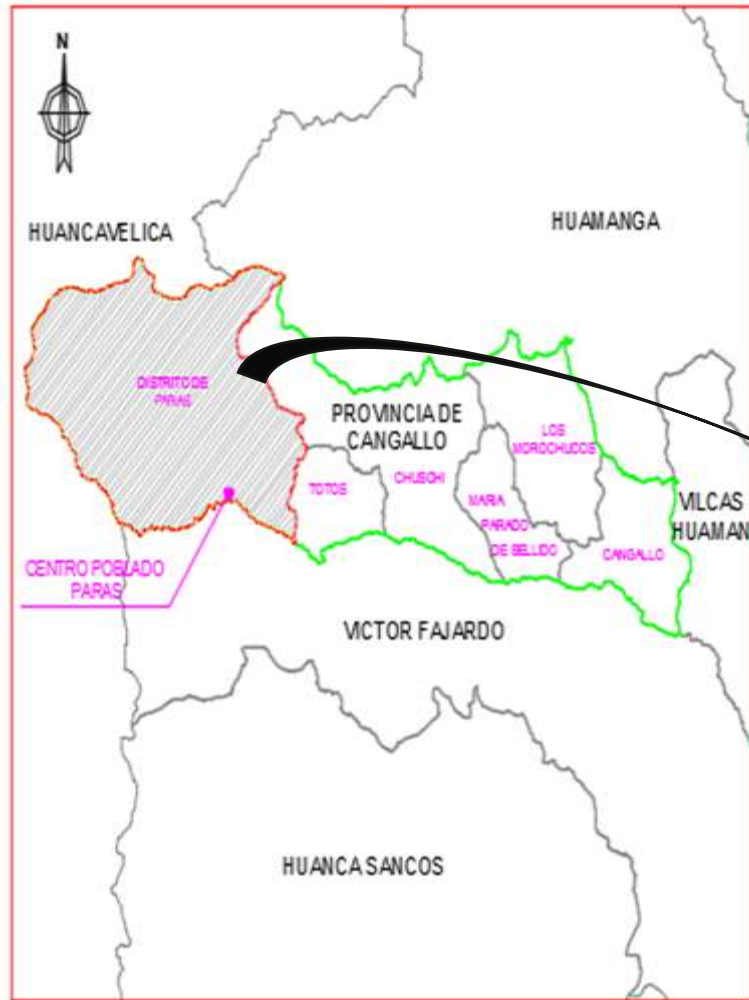 N
HUANCAVELICA
HUAMANGA
DISTRITO DE
PARAS
PROVINCIA DE
CANGALLO
LOS
MOROCHUCOS
TOTOS
CHUSCHI
MARIA
PARADO
DE BELLIDO
VILCAS
HUAMAN
CANGALLO
CENTRO POBLADO
PARAS
VICTOR FAJARDO
HUANCA SANCOS